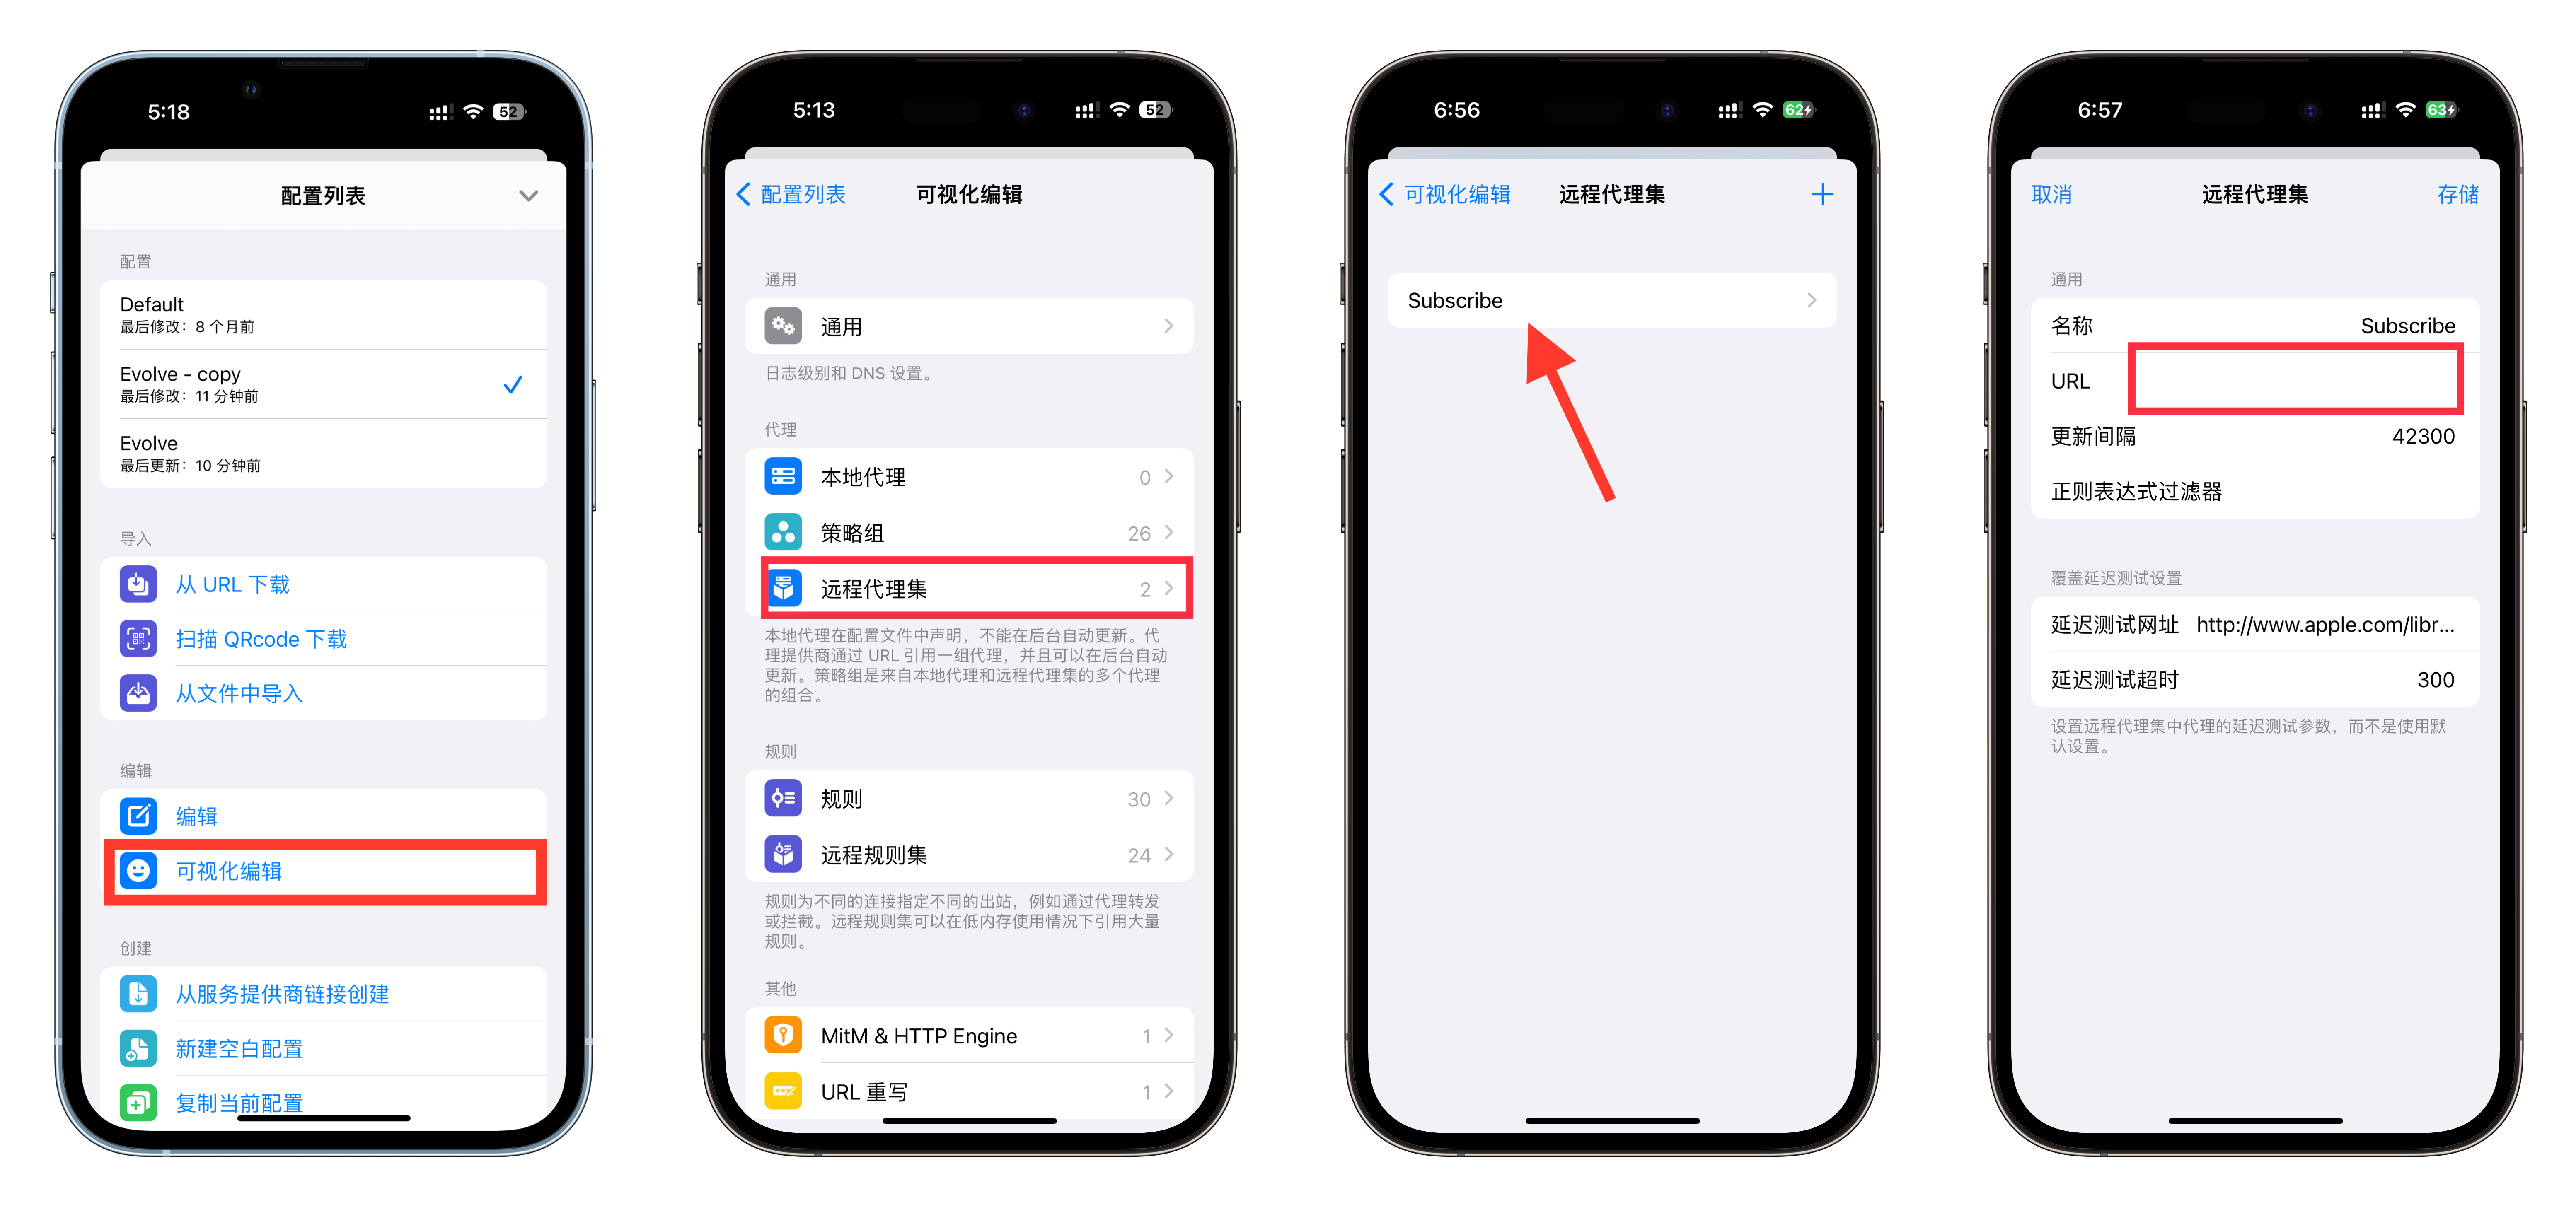 5:18
52
配置列表
配置
Default
最后修改：8 个月前
Evolve - copy
最后修改：11 分钟前
Evolve
最后更新：10 分钟前
导入
从 URL 下载
扫描 QRcode 下载
从文件中导入
编辑
编辑
可视化编辑
创建
从服务提供商链接创建
新建空白配置
复制当前配置
5:13
52
配置列表
可视化编辑
通用
通用
日志级别和 DNS 设置。
代理
本地代理 0
策略组 26
远程代理集 2
本地代理在配置文件中声明，不能在后台自动更新。代
理提供商通过 URL 引用一组代理，并且可以在后台自动
更新。策略组是来自本地代理和远程代理集的多个代理
的组合。
规则
规则 30
远程规则集 24
规则为不同的连接指定不同的出站，例如通过代理转发
或拦截。远程规则集可以在低内存使用情况下引用大量
规则。
其他
MitM & HTTP Engine 1
URL 重写 1
6:56
62
可视化编辑
远程代理集
Subscribe
6:57
63
取消
远程代理集
存储
通用
名称 Subscribe
URL
更新间隔 42300
正则表达式过滤器
覆盖延迟测试设置
延迟测试网址 http://www.apple.com/libr...
延迟测试超时 300
设置远程代理集中代理的延迟测试参数，而不是使用默
认设置。